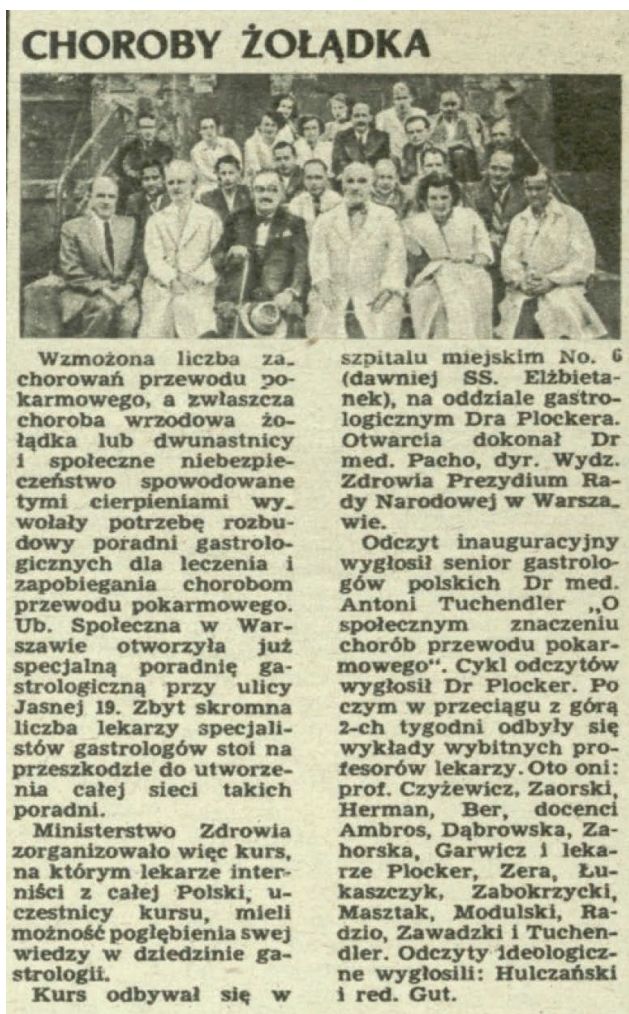 CHOROBY ŻOŁĄDKA
Wzmożona liczba za-
chorowań przewodu po-
karmowego, a zwłaszcza
choroba wrzodowa żo-
łądka lub dwunastnicy
i społeczne niebezpie-
czeństwo spowodowane
tymi cierpieniami wy-
wołały potrzebę rozbu-
dowy poradni gastrolo-
gicznych dla leczenia i
zapobiegania chorobom
przewodu pokarmowego.
Ub. Społeczna w War-
szawie otworzyła już
specjalną poradnię ga-
strologiczną przy ulicy
Jasnej 19. Zbyt skromna
liczba lekarzy specjali-
stów gastrologów stoi na
przeszkodzie do utworze-
nia całej sieci takich
poradni.
Ministerstwo Zdrowia
zorganizowało więc kurs,
na którym lekarze inter-
niści z całej Polski, u-
czestnicy kursu, mieli
możność pogłębienia swej
wiedzy w dziedzinie ga-
strologii.
Kurs odbywał się w
szpitalu miejskim No. 6
(dawniej SS. Elżbieta-
nek), na oddziale gastro-
logicznym Dra Plockera.
Otwarcia dokonał Dr
med. Pacho, dyr. Wydz.
Zdrowia Prezydium Ra-
dy Narodowej w Warsza-
wie.
Odczyt inauguracyjny
wygłosił senior gastrolo-
gów polskich Dr med.
Antoni Tuchendler „O
społecznym znaczeniu
chorób przewodu pokar-
mowego“. Cykl odczytów
wygłosił Dr Plocker. Po
czym w przeciągu z górą
2-ch tygodni odbyły się
wykłady wybitnych pro-
fesorów lekarzy. Oto oni:
prof. Czyżewicz, Zaorski,
Herman, Ber, docenci
Ambros, Dąbrowska, Za-
horska, Garwicz i leka-
rze Plocker, Zera, Łu-
kaszczyk, Zabokrzycki,
Masztak, Modulski, Ra-
dzio, Zawadzki i Tuchen-
dler. Odczyty ideologicz-
ne wygłosili: Hulczański
i red. Gut.